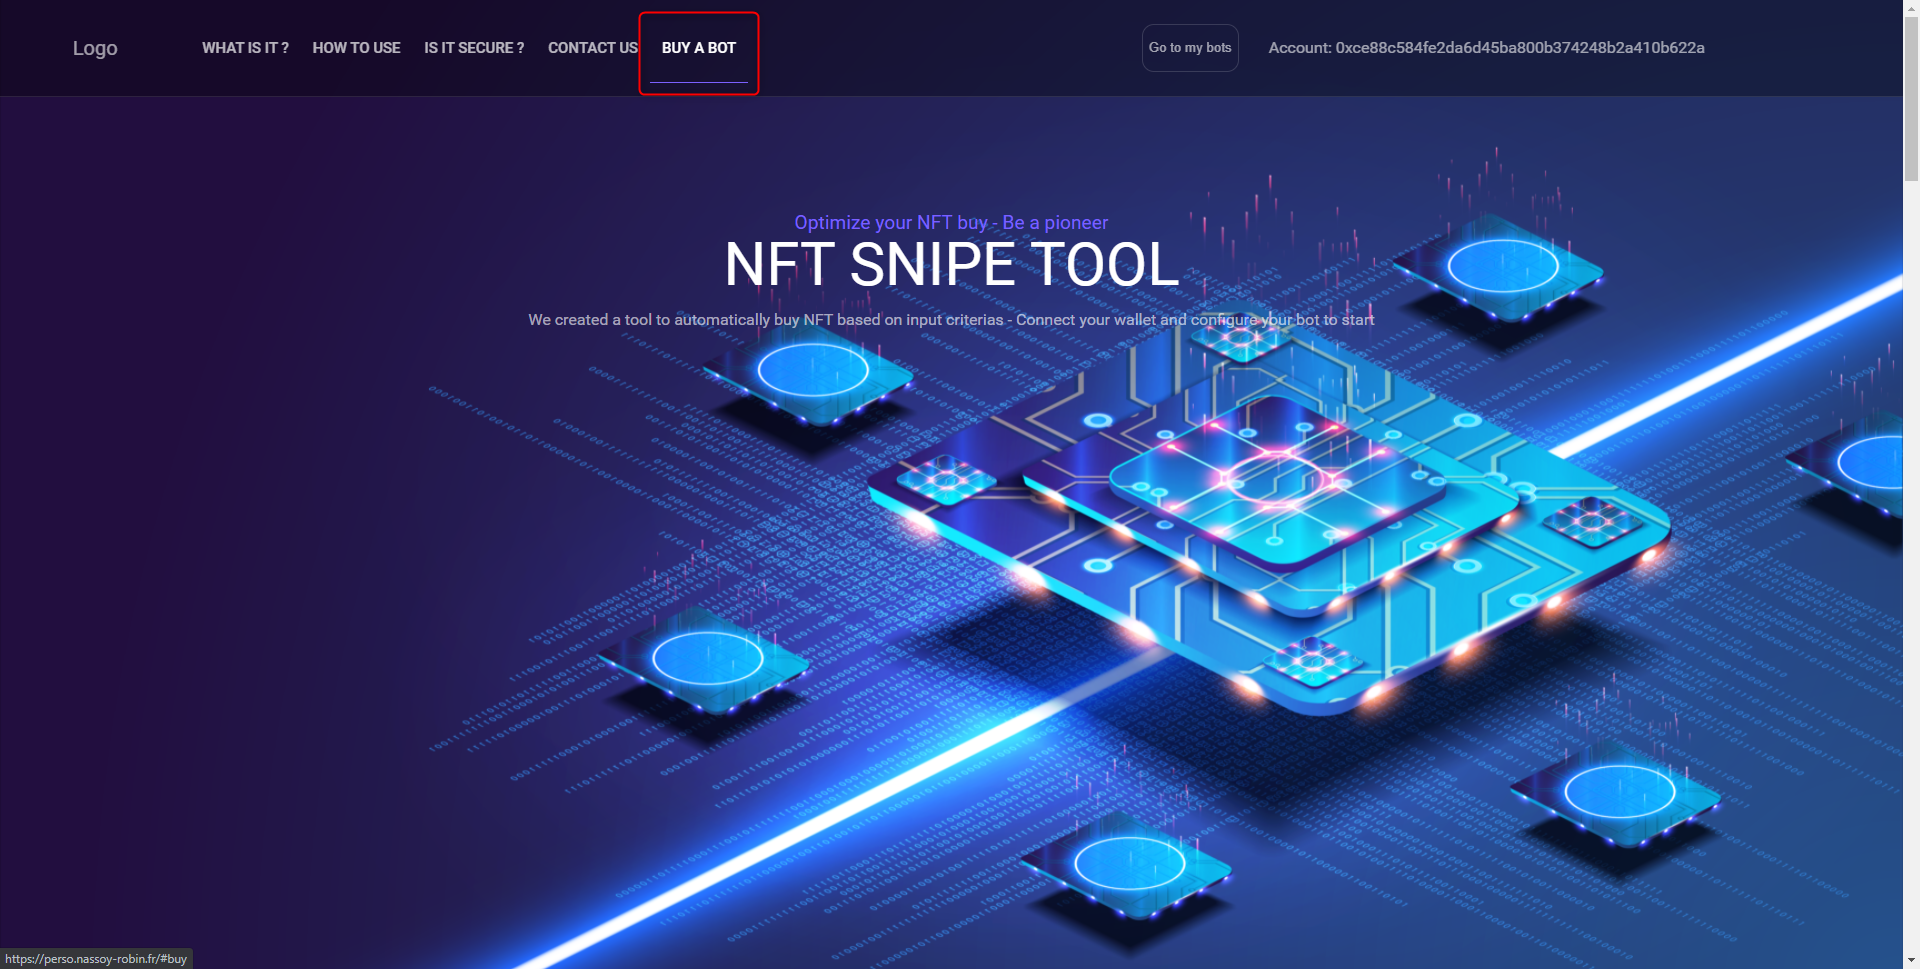 Logo
WHAT IS IT ?
HOW TO USE
IS IT SECURE ?
CONTACT US
BUY A BOT
Go to my bots
Account: 0xce88c584fe2da6d45ba800b374248b2a410b622a
Optimize your NFT buy - Be a pioneer
NFT SNIPE TOOL
We created a tool to automatically buy NFT based on input criterias - Connect your wallet and configure your bot to start
https://perso.nassoy-robin.fr/#buy